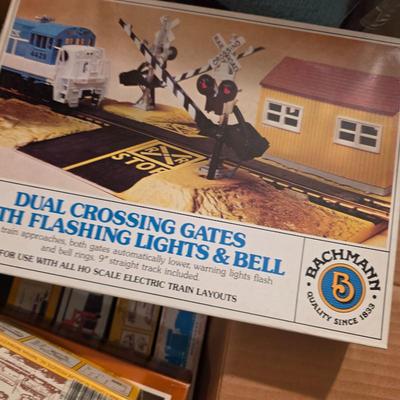 4425
STOP
DUAL CROSSING GATES
TH FLASHING LIGHTS & BELL
train approaches, both gates automatically lower, warning lights flash
and bell rings. 9" straight track included.
FOR USE WITH ALL HO SCALE ELECTRIC TRAIN LAYOUTS
BACHMANN
B
QUALITY SINCE 1833